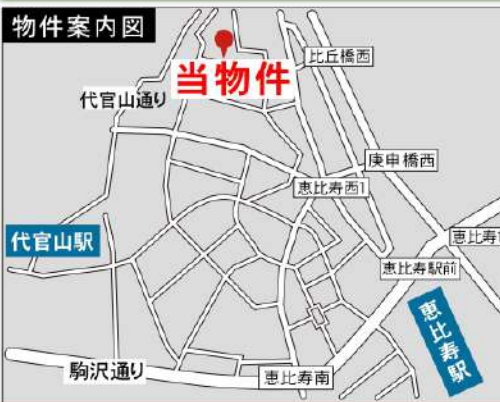 物件案内図
比丘橋西
当物件
代官山通り
庚申橋西
恵比寿西1
代官山駅
恵比寿
恵比寿駅前
恵比寿駅
駒沢通り
恵比寿南